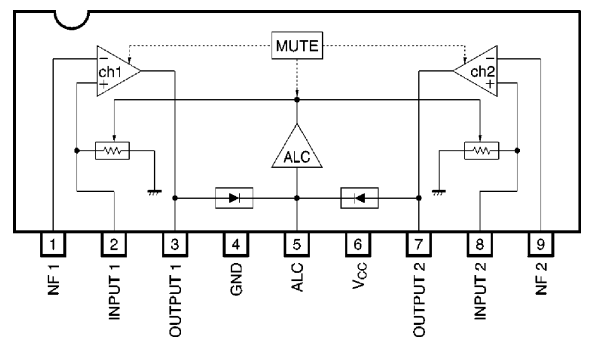 MUTE
ch1
ch2
−
+
−
+
ALC
1
2
3
4
5
6
7
8
9
NF 1
INPUT 1
OUTPUT 1
GND
ALC
VCC
OUTPUT 2
INPUT 2
NF 2